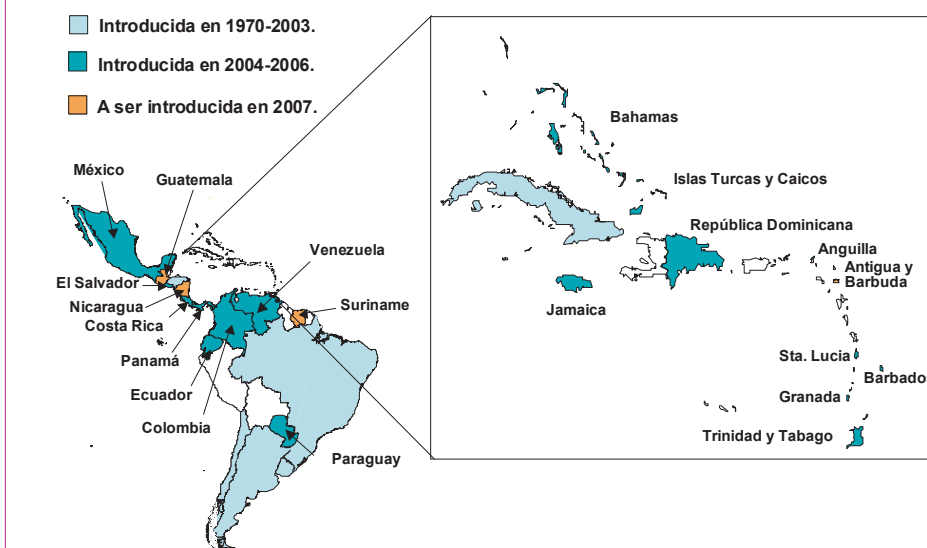 Introducida en 1970-2003.
Introducida en 2004-2006.
A ser introducida en 2007.
México
Guatemala
Venezuela
El Salvador
Nicaragua
Suriname
Costa Rica
Panamá
Ecuador
Colombia
Paraguay
Bahamas
Islas Turcas y Caicos
República Dominicana
Anguilla
Antigua y
Barbuda
Jamaica
Sta. Lucia
Barbados
Granada
Trinidad y Tabago